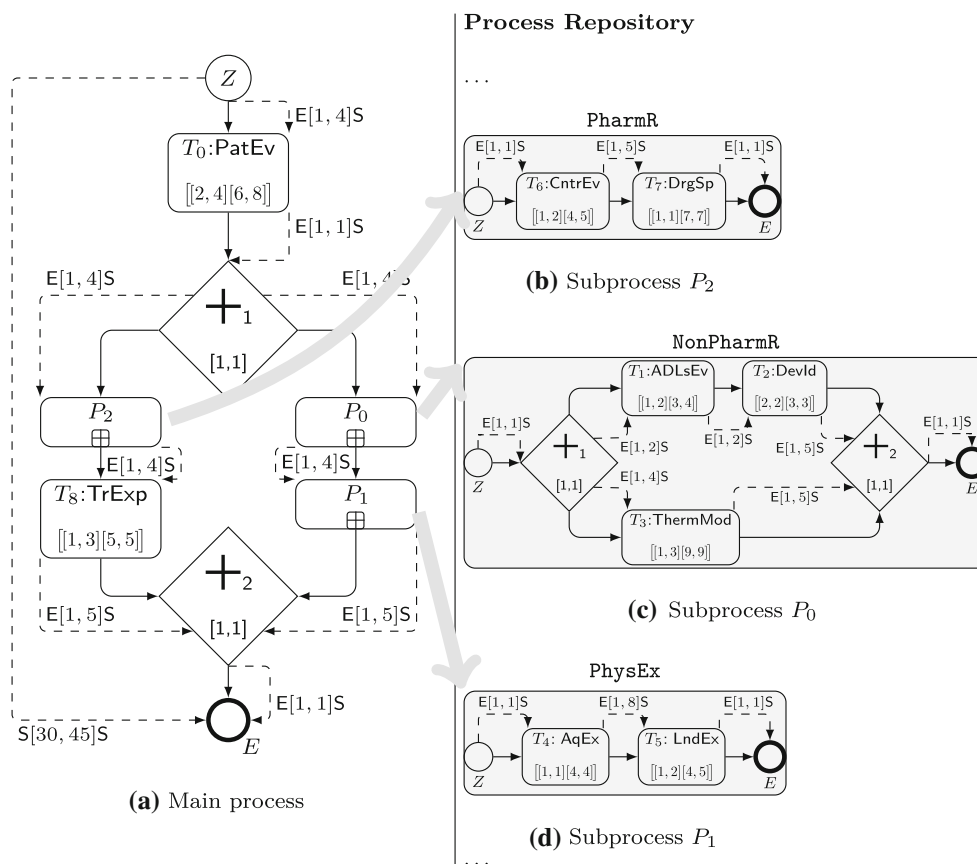 Z
E[1, 4]S
T0:PatEv
[[2, 4][6, 8]]
E[1, 1]S
E[1, 4]S
E[1, 4]S
+1
[1,1]
P2
P0
E[1, 4]S
E[1, 4]S
T8:TrExp
[[1, 3][5, 5]]
P1
+2
[1,1]
E[1, 5]S
E[1, 5]S
E[1, 1]S
S[30, 45]S
E
(a) Main process
Process Repository
...
PharmR
E[1, 1]S
E[1, 5]S
E[1, 1]S
T6:CntrEv
[[1, 2][4, 5]]
T7:DrgSp
[[1, 1][7, 7]]
Z
E
(b) Subprocess P2
NonPharmR
T1:ADLsEv
[[1, 2][3, 4]]
T2:DevId
[[2, 2][3, 3]]
E[1, 1]S
E[1, 2]S
E[1, 2]S
E[1, 5]S
E[1, 1]S
+1
[1,1]
+2
[1,1]
E[1, 4]S
E[1, 5]S
Z
E
T3:ThermMod
[[1, 3][9, 9]]
(c) Subprocess P0
PhysEx
E[1, 1]S
E[1, 8]S
E[1, 1]S
T4: AqEx
[[1, 1][4, 4]]
T5: LndEx
[[1, 2][4, 5]]
Z
E
(d) Subprocess P1
...